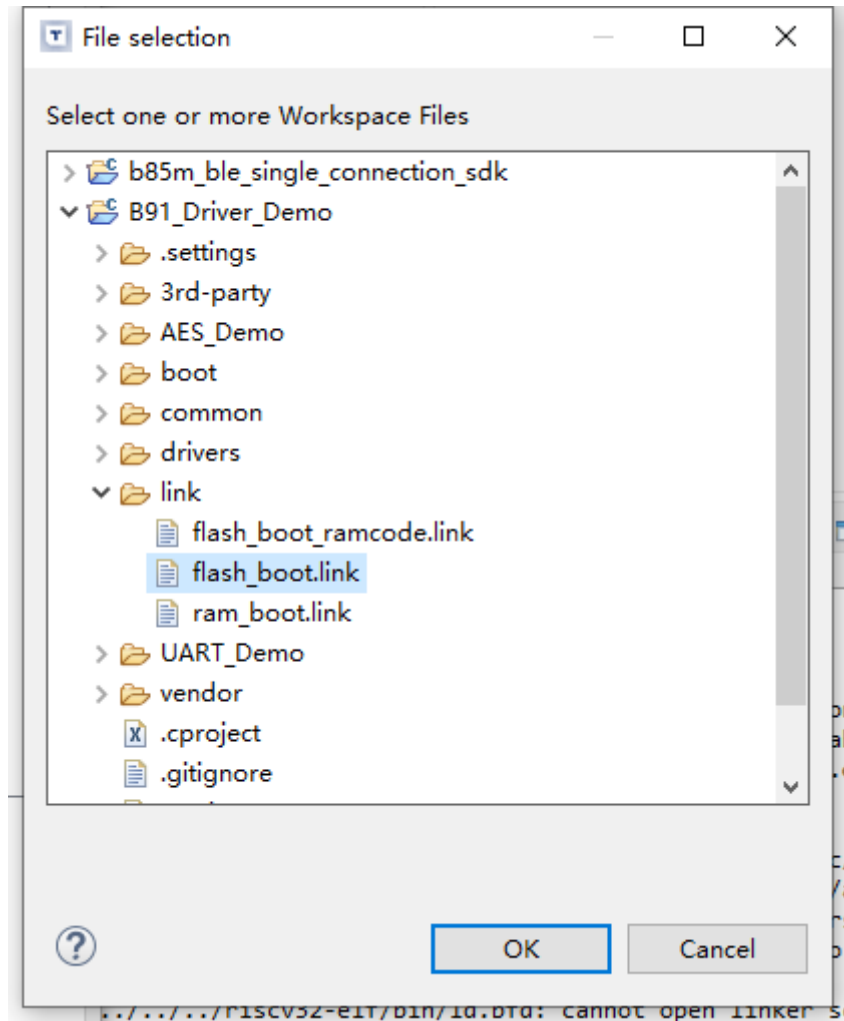 File selection
Select one or more Workspace Files
b85m_ble_single_connection_sdk
B91_Driver_Demo
.settings
3rd-party
AES_Demo
boot
common
drivers
link
flash_boot_ramcode.link
flash_boot.link
ram_boot.link
UART_Demo
vendor
.cproject
.gitignore
OK
Cancel
../../../riscv32-elf/bin/ld.bfd: cannot open linker